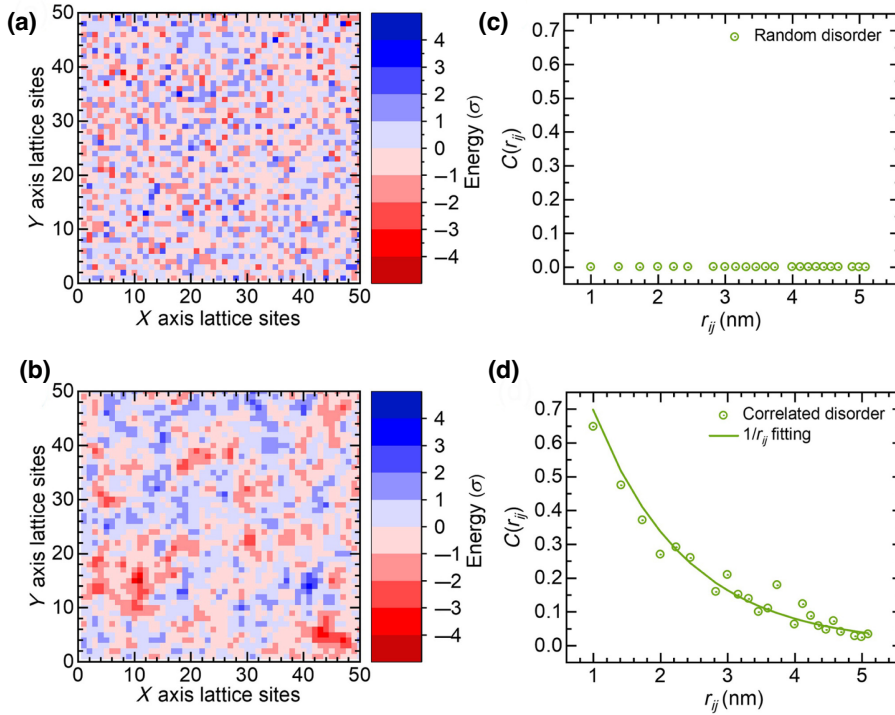 (a)
50
40
30
20
10
0
Y axis lattice sites
0 10 20 30 40 50
X axis lattice sites
4
3
2
1
0
−1
−2
−3
−4
Energy (σ)
(c)
0.7
0.6
0.5
0.4
0.3
0.2
0.1
0.0
C(rij)
Random disorder
1 2 3 4 5
rij (nm)
(b)
50
40
30
20
10
0
Y axis lattice sites
0 10 20 30 40 50
X axis lattice sites
4
3
2
1
0
−1
−2
−3
−4
Energy (σ)
(d)
0.7
0.6
0.5
0.4
0.3
0.2
0.1
0.0
C(rij)
Correlated disorder
1/rij fitting
1 2 3 4 5
rij (nm)